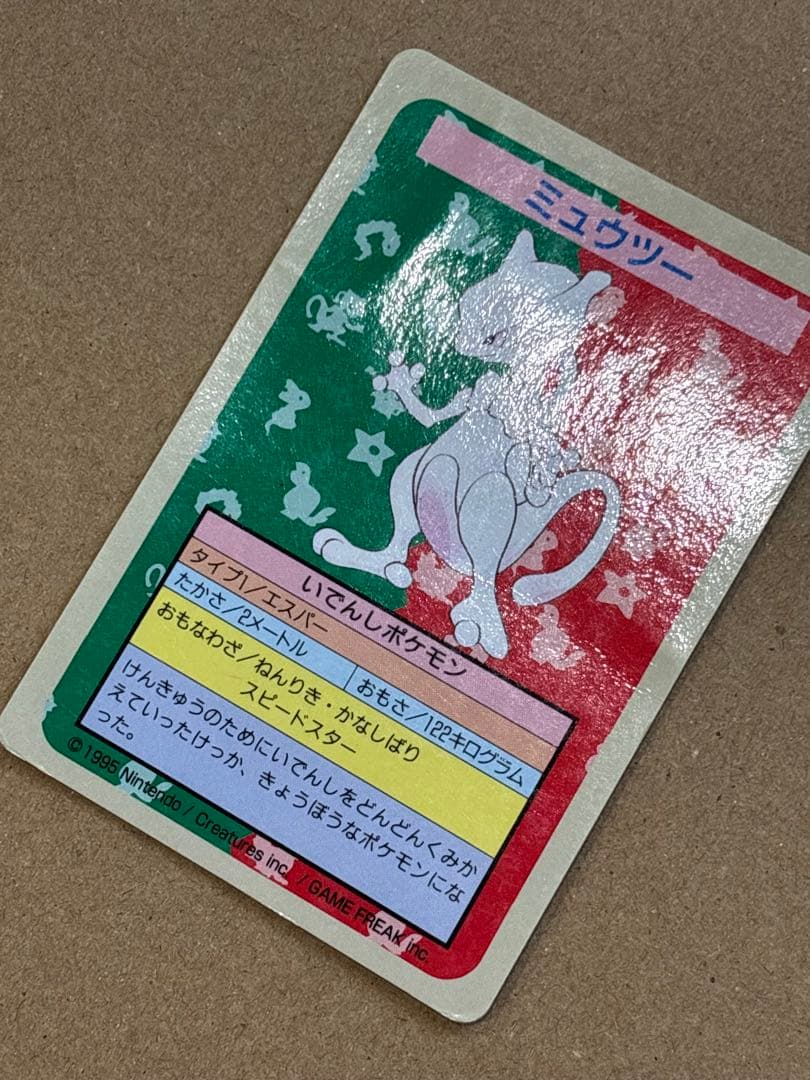 ミュウツー
いでんしポケモン
タイプ1/エスパー
たかさ/2メートル おもさ/122キログラム
おもなわざ/ねんりき・かなしばり
スピードスター
けんきゅうのためにいでんしをどんどんくみか
えていったけっか、きょうぼうなポケモンにな
った。
©1995 Nintendo / Creatures inc. / GAME FREAK inc.